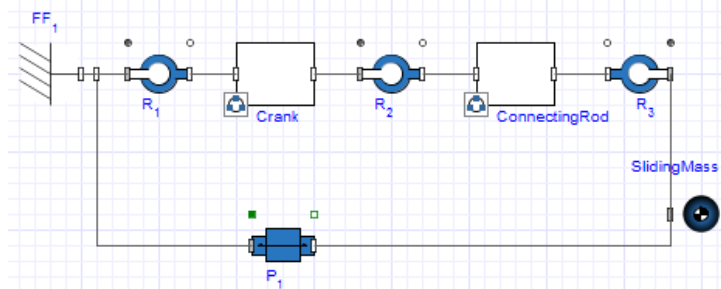 FF1
R1
Crank
R2
ConnectingRod
R3
SlidingMass
P1